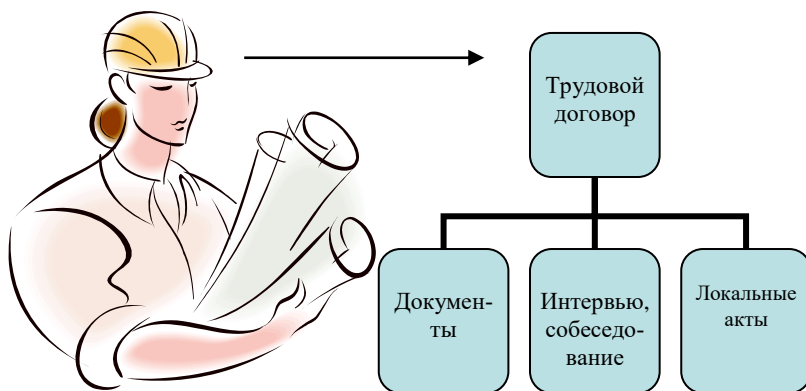 Трудовой
договор
Докумен-
ты
Интервью,
собеседо-
вание
Локальные
акты